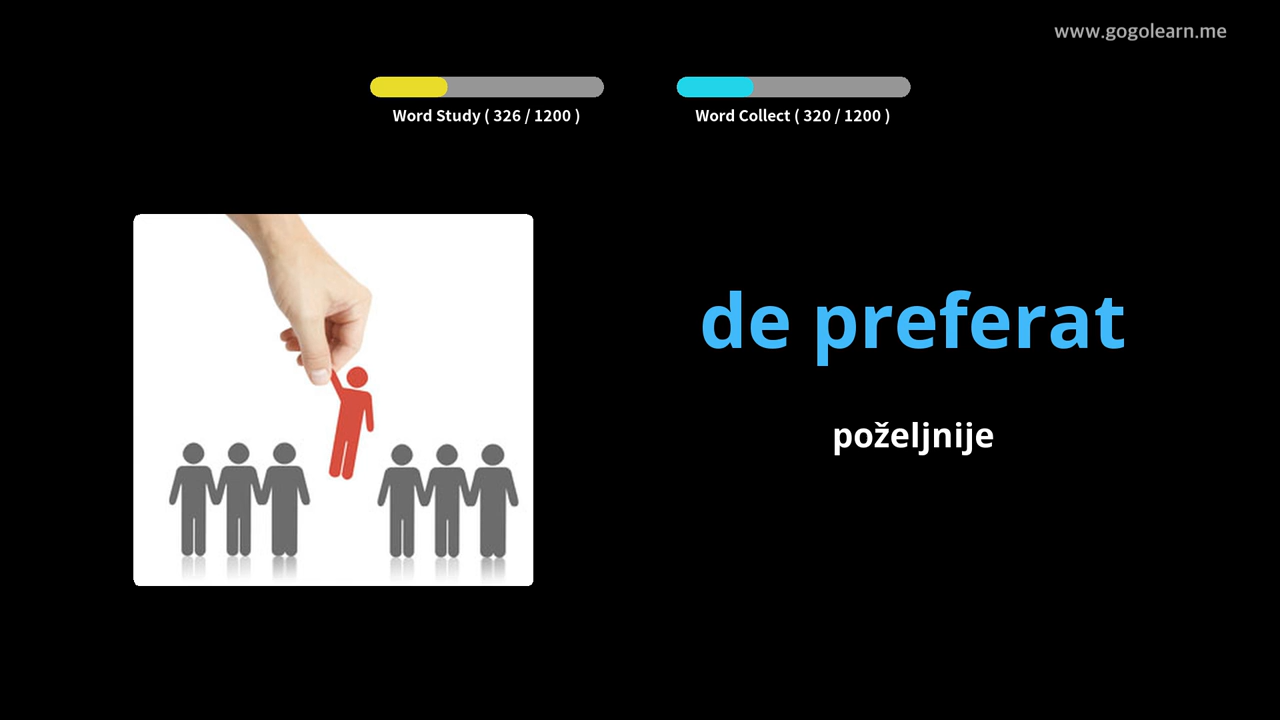 www.gogolearn.me
Word Study ( 326 / 1200 )
Word Collect ( 320 / 1200 )
de preferat
poželjnije